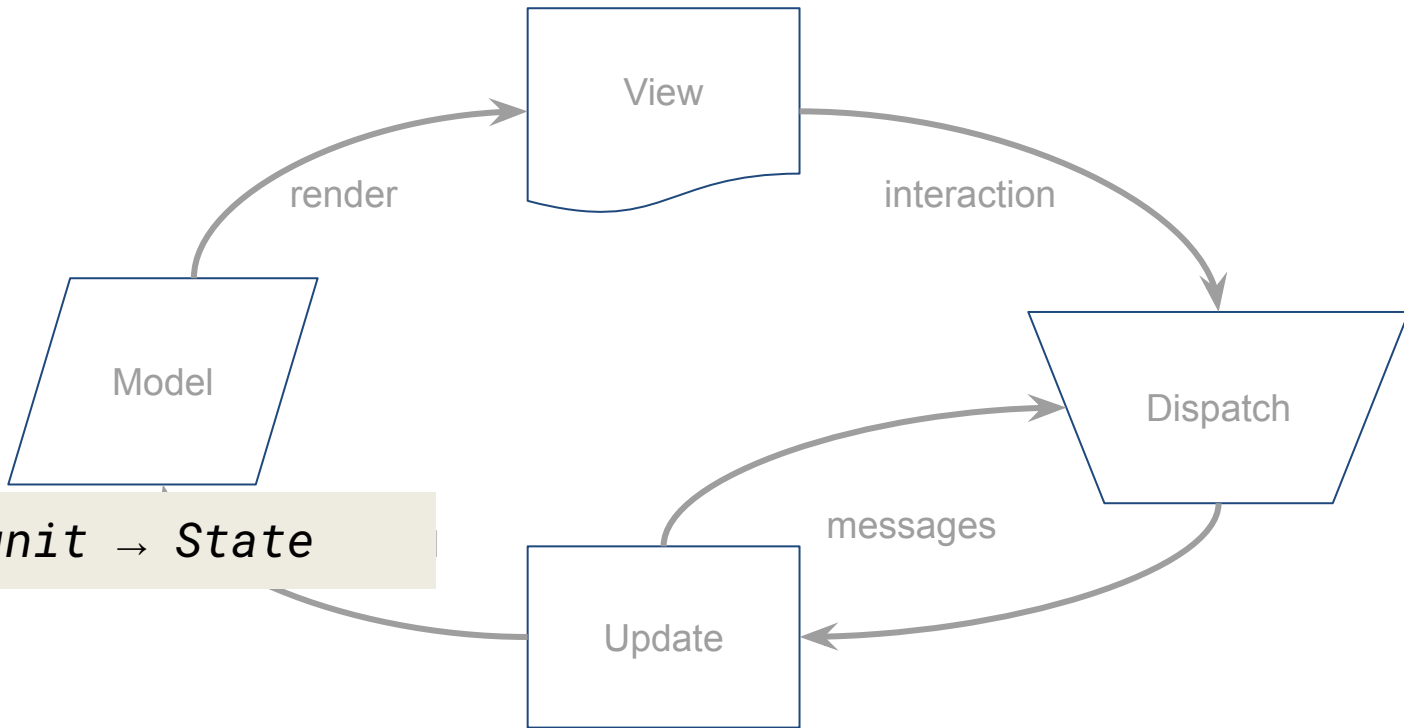 View
render
interaction
Model
Dispatch
unit → State
messages
Update